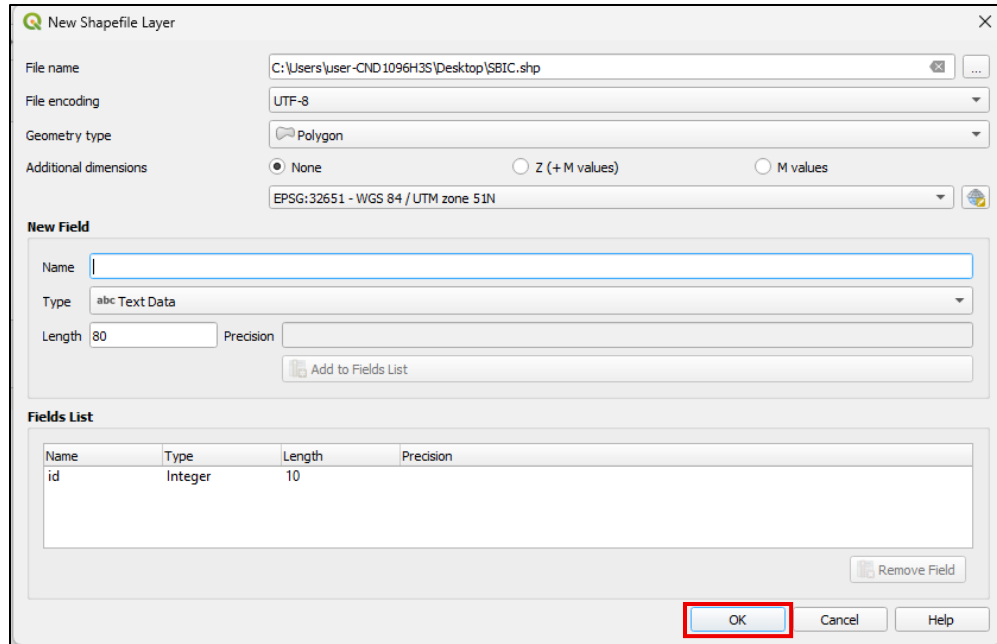 New Shapefile Layer
File name C:\Users\user-CND1096H3S\Desktop\SBIC.shp ...
File encoding UTF-8
Geometry type Polygon
Additional dimensions None Z (+ M values) M values
EPSG:32651 - WGS 84 / UTM zone 51N
New Field
Name
Type abc Text Data
Length 80 Precision
Add to Fields List
Fields List
Name Type Length Precision
id Integer 10
Remove Field
OK Cancel Help